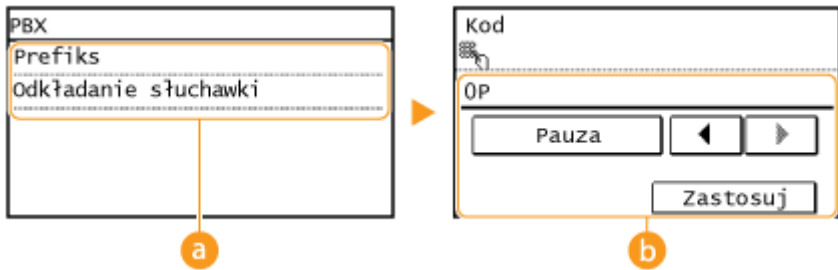 PBX
Prefiks
Odkładanie słuchawki
a
Kod
0P
Pauza
Zastosuj
b